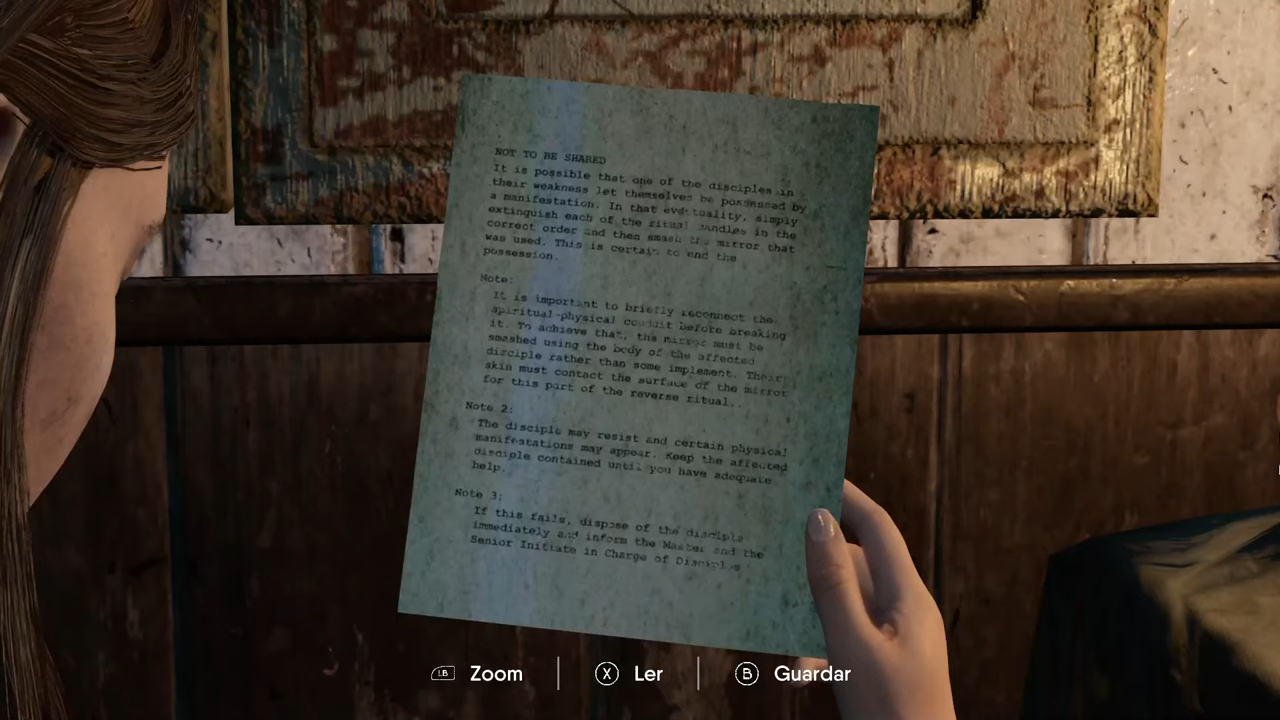 NOT TO BE SHARED
It is possible that one of the disciples in
their weakness let themselves be possessed by
a manifestation. In that eventuality, simply
extinguish each of the ritual candles in the
correct order and then smash the mirror that
was used. This is certain to end the
possession.
Note:
It is important to briefly reconnect the
spiritual-physical conduit before breaking
it. To achieve that, the mirror must be
smashed using the body of the affected
disciple rather than some implement. Their
skin must contact the surface of the mirror
for this part of the reverse ritual..
Note 2:
The disciple may resist and certain physical
manifestations may appear. Keep the affected
disciple contained until you have adequate
help.
Note 3:
If this fails, dispose of the disciple
immediately and inform the Master and the
Senior Initiate in Charge of Disciples
LB Zoom X Ler B Guardar